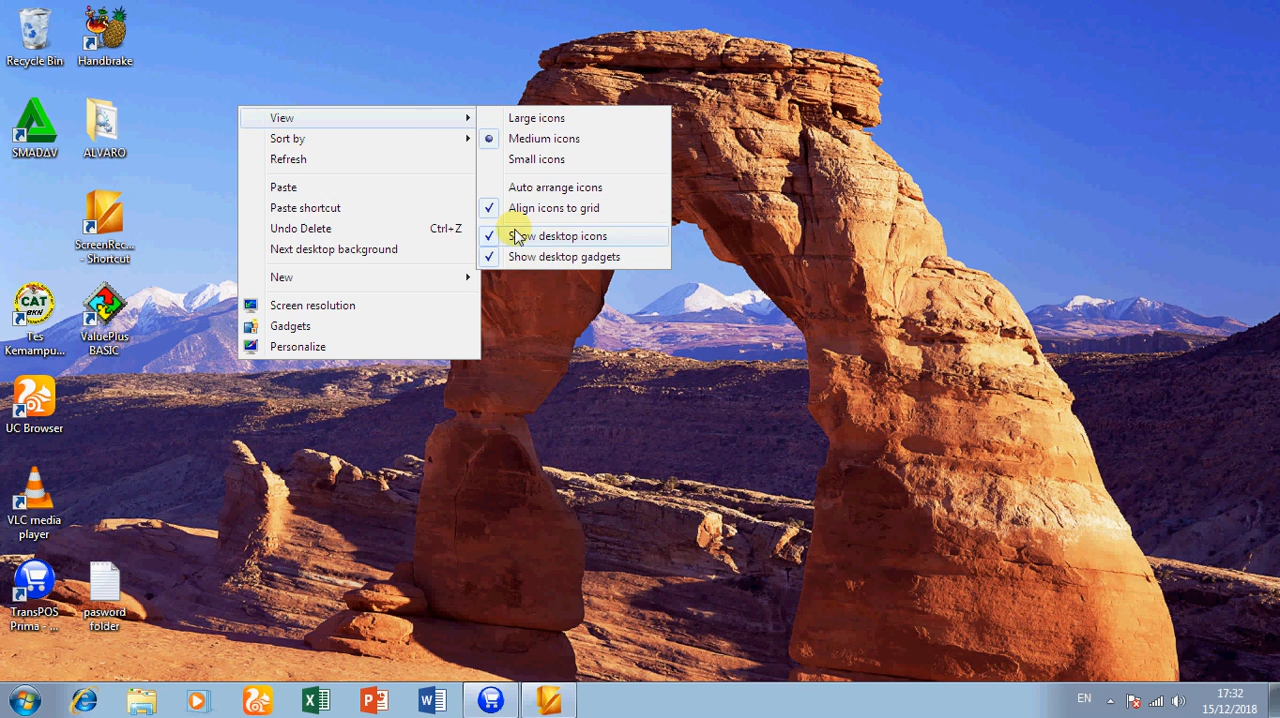 Recycle Bin
Handbrake
SMADΔV
ALVARO
ScreenRec...
- Shortcut
CAT
BKN
Tes
Kemampu...
ValuePlus
BASIC
UC Browser
VLC media
player
TransPOS
Prima - ...
pasword
folder
View
Sort by
Refresh
Paste
Paste shortcut
Undo Delete Ctrl+Z
Next desktop background
New
Screen resolution
Gadgets
Personalize
Large icons
Medium icons
Small icons
Auto arrange icons
Align icons to grid
Show desktop icons
Show desktop gadgets
EN
17:32
15/12/2018